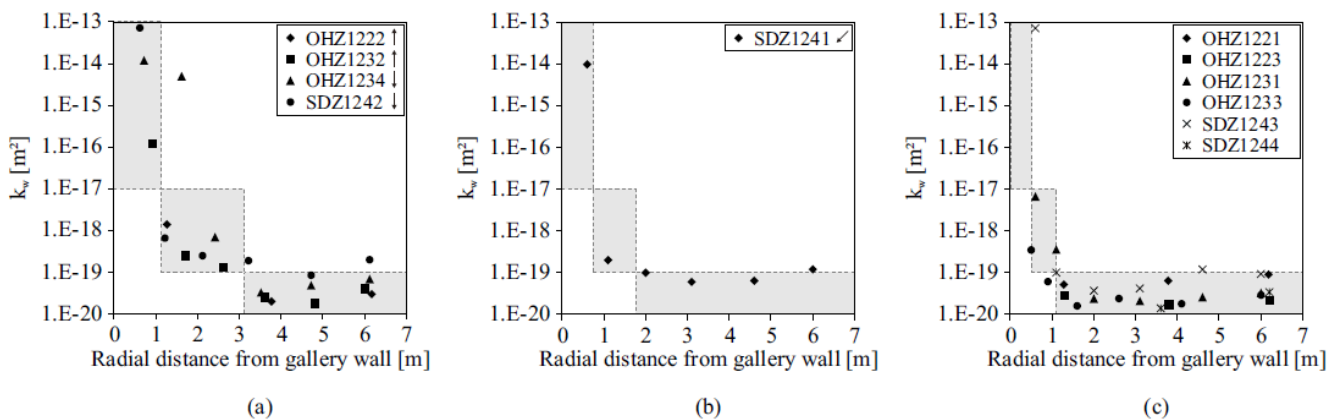 1.E-13
1.E-14
1.E-15
1.E-16
1.E-17
1.E-18
1.E-19
1.E-20
k_w [m²]
0 1 2 3 4 5 6 7
Radial distance from gallery wall [m]
OHZ1222 ↑
OHZ1232 ↑
OHZ1234 ↓
SDZ1242 ↓
(a)
1.E-13
1.E-14
1.E-15
1.E-16
1.E-17
1.E-18
1.E-19
1.E-20
k_w [m²]
0 1 2 3 4 5 6 7
Radial distance from gallery wall [m]
SDZ1241 ↙
(b)
1.E-13
1.E-14
1.E-15
1.E-16
1.E-17
1.E-18
1.E-19
1.E-20
k_w [m²]
0 1 2 3 4 5 6 7
Radial distance from gallery wall [m]
OHZ1221
OHZ1223
OHZ1231
OHZ1233
SDZ1243
SDZ1244
(c)